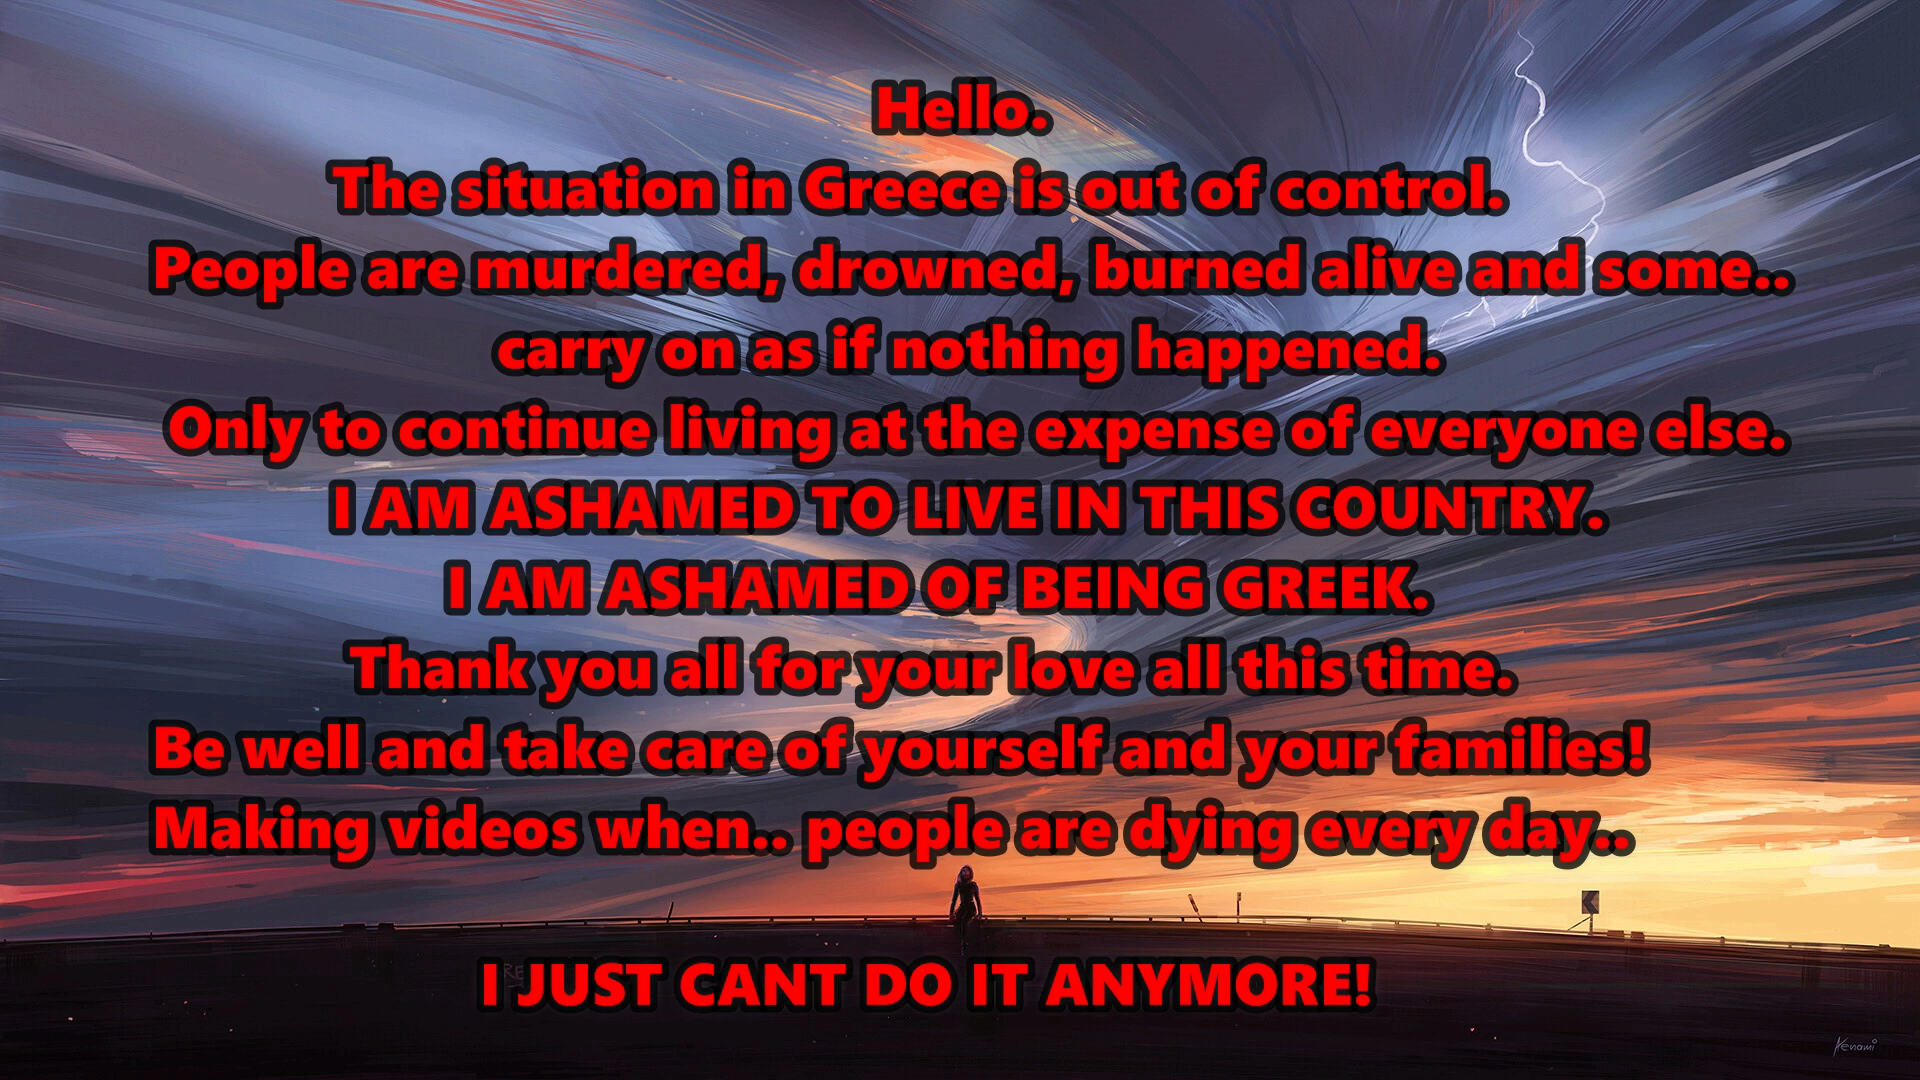 Hello.
The situation in Greece is out of control.
People are murdered, drowned, burned alive and some..
carry on as if nothing happened.
Only to continue living at the expense of everyone else.
I AM ASHAMED TO LIVE IN THIS COUNTRY.
I AM ASHAMED OF BEING GREEK.
Thank you all for your love all this time.
Be well and take care of yourself and your families!
Making videos when.. people are dying every day..
I JUST CANT DO IT ANYMORE!
Kenami